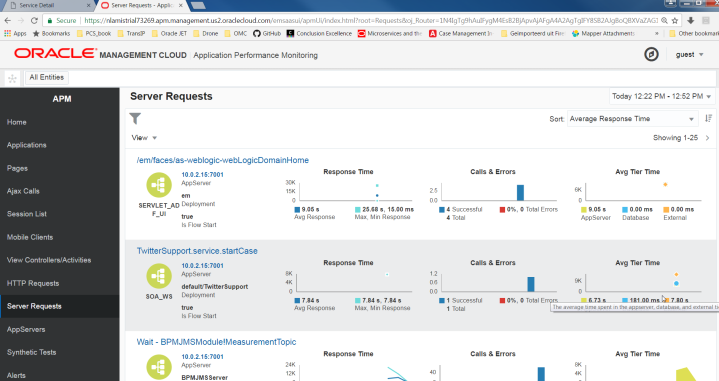 Service Detail
Server Requests - Applic
https://nlamistrial73269.apm.management.us2.oraclecloud.com/emsaasui/apmUi/index.html?root=Requests&oj_Router=
Apps
Bookmarks
PCS_book
TransIP
Oracle JET
Drone
OMC
GitHub
Conclusion Excellence
Microservices and the
Case Management In
Geïmporteerd uit Fire
Mapper Attachments
»
Other bookmark
ORACLE MANAGEMENT CLOUD
Application Performance Monitoring
guest
All Entities
APM
Home
Applications
Pages
Ajax Calls
Session List
Mobile Clients
View Controllers/Activities
HTTP Requests
Server Requests
AppServers
Synthetic Tests
Alerts
Server Requests
Today 12:22 PM - 12:52 PM
Sort: Average Response Time
View
Showing 1-25
/em/faces/as-weblogic-webLogicDomainHome
SERVLET_AD
F_UI
10.0.2.15:7001
AppServer
em
Deployment
true
Is Flow Start
Response Time
30K
15K
0
9.05 s
Avg Response
25.68 s, 15.00 ms
Max, Min Response
Calls & Errors
2.5
0.0
4 Successful
4 Total
0%, 0 Total Errors
Avg Tier Time
6K
0
9.05 s
AppServer
0.00 ms
Database
0.00 ms
External
TwitterSupport.service.startCase
SOA_WS
10.0.2.15:7001
AppServer
default/TwitterSupport
Deployment
true
Is Flow Start
Response Time
8K
4K
0
7.84 s
Avg Response
7.84 s, 7.84 s
Max, Min Response
Calls & Errors
1.2
0.6
0.0
1 Successful
1 Total
0%, 0 Total Errors
Avg Tier Time
9K
0
6.73 s
181.00 ms
7.80 s
The average time spent in the appserver, database, and external tie
Wait - BPMJMSModule!MeasurementTopic
10.0.2.15:7001
AppServer
BPMJMSServer
Response Time
24K
12K
Calls & Errors
40
Avg Tier Time
8K
4K